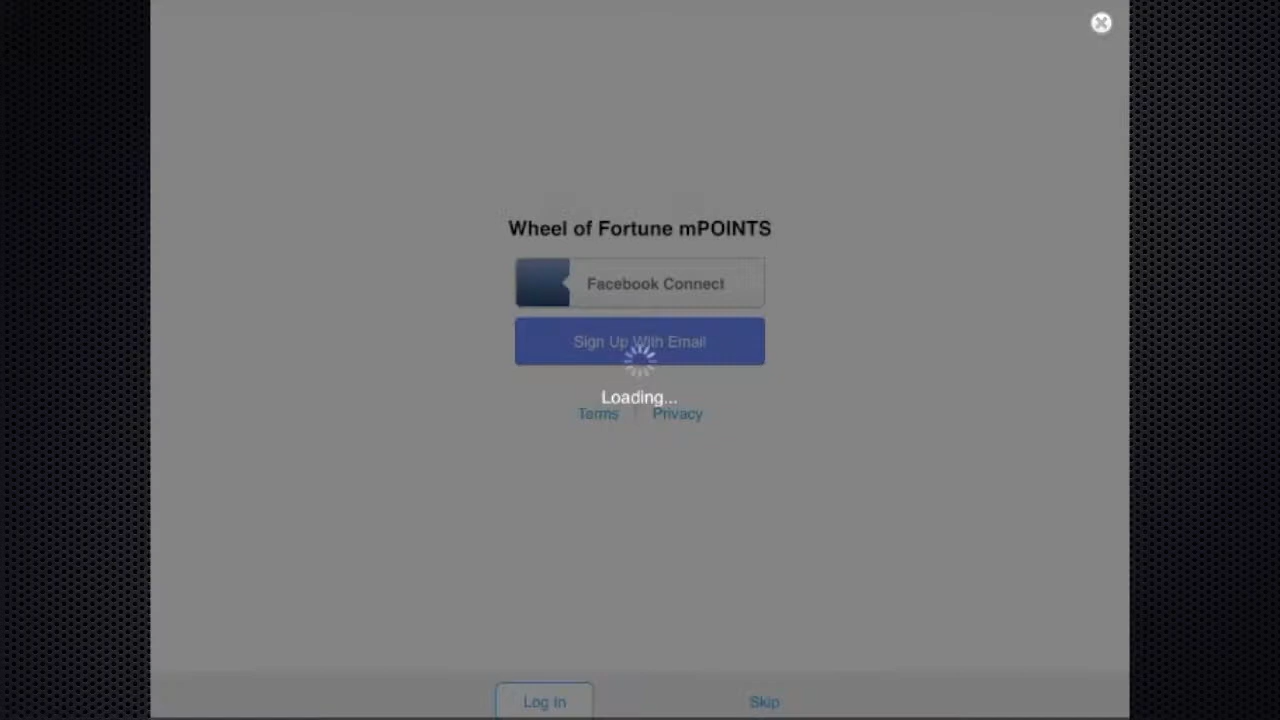 Wheel of Fortune mPOINTS
Facebook Connect
Sign Up With Email
Loading...
Terms | Privacy
Log In
Skip